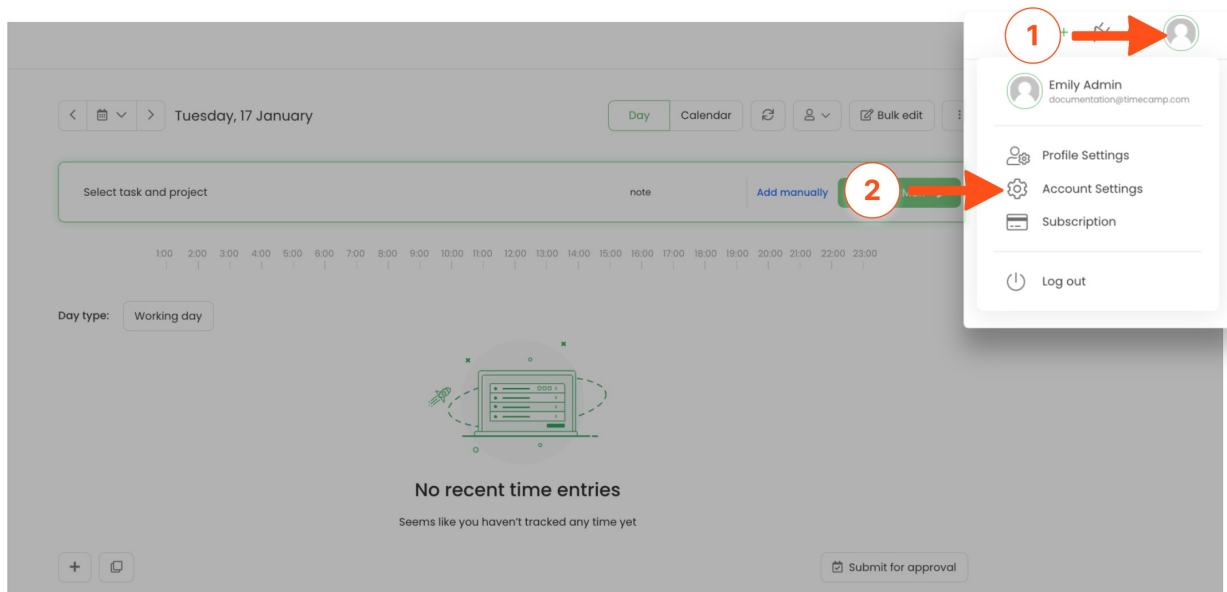 1
Emily Admin
documentation@timecamp.com
Tuesday, 17 January
Day Calendar Bulk edit
Profile Settings
Select task and project note Add manually 2 Account Settings
Subscription
1:00 2:00 3:00 4:00 5:00 6:00 7:00 8:00 9:00 10:00 11:00 12:00 13:00 14:00 15:00 16:00 17:00 18:00 19:00 20:00 21:00 22:00 23:00
Log out
Day type: Working day
No recent time entries
Seems like you haven't tracked any time yet
Submit for approval